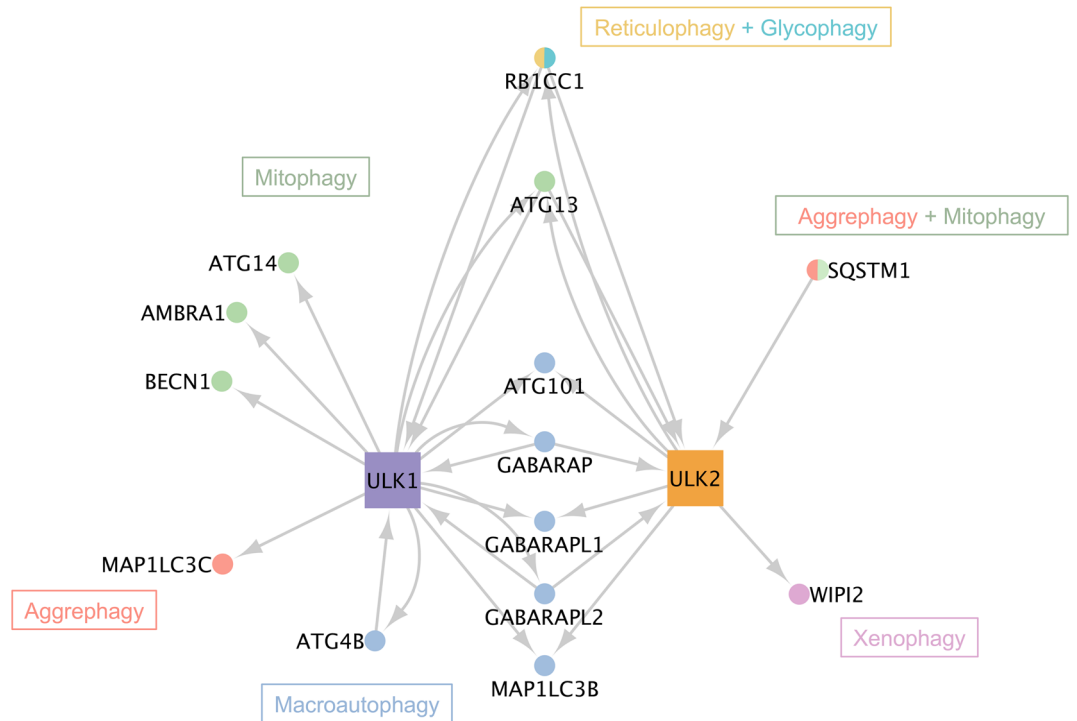 Reticulophagy + Glycophagy
RB1CC1
Mitophagy
ATG13
Aggrephagy + Mitophagy
ATG14
SQSTM1
AMBRA1
BECN1
ATG101
GABARAP
ULK1
ULK2
GABARAPL1
MAP1LC3C
WIPI2
Aggrephagy
GABARAPL2
Xenophagy
ATG4B
MAP1LC3B
Macroautophagy